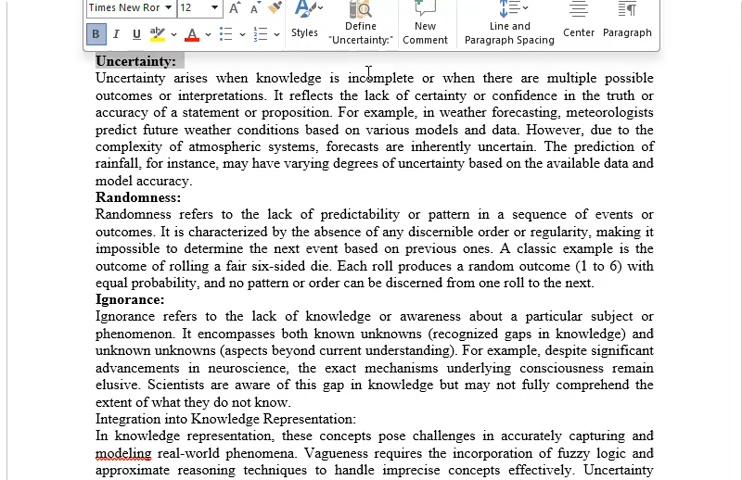 Times New Ror 12
Styles
Define
"Uncertainty:"
New
Comment
Line and
Paragraph Spacing
Center
Paragraph
B I U
Uncertainty:
Uncertainty arises when knowledge is incomplete or when there are multiple possible
outcomes or interpretations. It reflects the lack of certainty or confidence in the truth or
accuracy of a statement or proposition. For example, in weather forecasting, meteorologists
predict future weather conditions based on various models and data. However, due to the
complexity of atmospheric systems, forecasts are inherently uncertain. The prediction of
rainfall, for instance, may have varying degrees of uncertainty based on the available data and
model accuracy.
Randomness:
Randomness refers to the lack of predictability or pattern in a sequence of events or
outcomes. It is characterized by the absence of any discernible order or regularity, making it
impossible to determine the next event based on previous ones. A classic example is the
outcome of rolling a fair six-sided die. Each roll produces a random outcome (1 to 6) with
equal probability, and no pattern or order can be discerned from one roll to the next.
Ignorance:
Ignorance refers to the lack of knowledge or awareness about a particular subject or
phenomenon. It encompasses both known unknowns (recognized gaps in knowledge) and
unknown unknowns (aspects beyond current understanding). For example, despite significant
advancements in neuroscience, the exact mechanisms underlying consciousness remain
elusive. Scientists are aware of this gap in knowledge but may not fully comprehend the
extent of what they do not know.
Integration into Knowledge Representation:
In knowledge representation, these concepts pose challenges in accurately capturing and
modeling real-world phenomena. Vagueness requires the incorporation of fuzzy logic and
approximate reasoning techniques to handle imprecise concepts effectively. Uncertainty